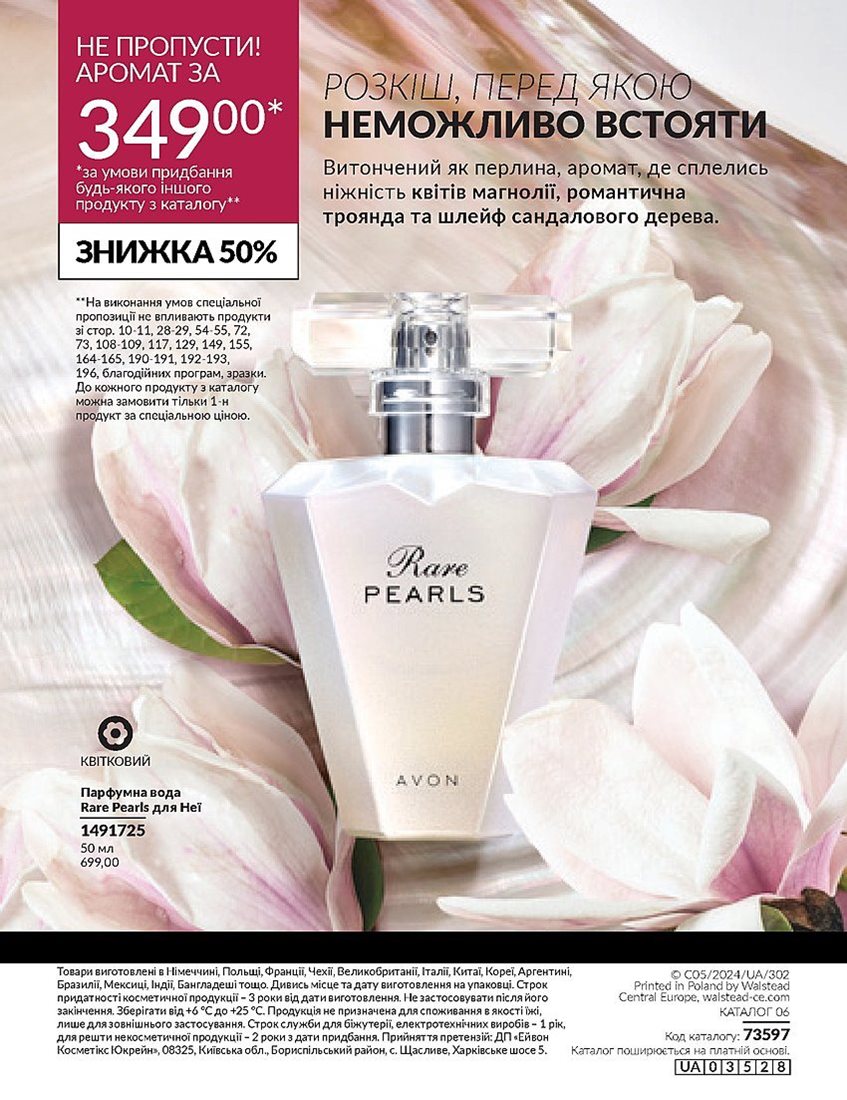 НЕ ПРОПУСТИ!
АРОМАТ ЗА
349⁰⁰*
*за умови придбання
будь-якого іншого
продукту з каталогу**
ЗНИЖКА 50%
**На виконання умов спеціальної
пропозиції не впливають продукти
зі стор. 10-11, 28-29, 54-55, 72,
73, 108-109, 117, 129, 149, 155,
164-165, 190-191, 192-193,
196, благодійних програм, зразки.
До кожного продукту з каталогу
можна замовити тільки 1-н
продукт за спеціальною ціною.
РОЗКІШ, ПЕРЕД ЯКОЮ
НЕМОЖЛИВО ВСТОЯТИ
Витончений як перлина, аромат, де сплелись
ніжність квітів магнолії, романтична
троянда та шлейф сандалового дерева.
Rare
PEARLS
AVON
КВІТКОВИЙ
Парфумна вода
Rare Pearls для Неї
1491725
50 мл
699,00
Товари виготовлені в Німеччині, Польщі, Франції, Чехії, Великобританії, Італії, Китаї, Кореї, Аргентині,
Бразилії, Мексиці, Індії, Бангладеші тощо. Дивись місце та дату виготовлення на упаковці. Строк
придатності косметичної продукції – 3 роки від дати виготовлення. Не застосовувати після його
закінчення. Зберігати від +6 °C до +25 °C. Продукція не призначена для споживання в якості їжі,
лише для зовнішнього застосування. Строк служби для біжутерії, електротехнічних виробів – 1 рік,
для решти некосметичної продукції – 2 роки з дати придбання. Прийняття претензій: ДП «Ейвон
Косметікс Юкрейн», 08325, Київська обл., Бориспільський район, с. Щасливе, Харківське шосе 5.
© C05/2024/UA/302
Printed in Poland by Walstead
Central Europe, walstead-ce.com
КАТАЛОГ 06
Код каталогу: 73597
Каталог поширюється на платній основі.
UA03528